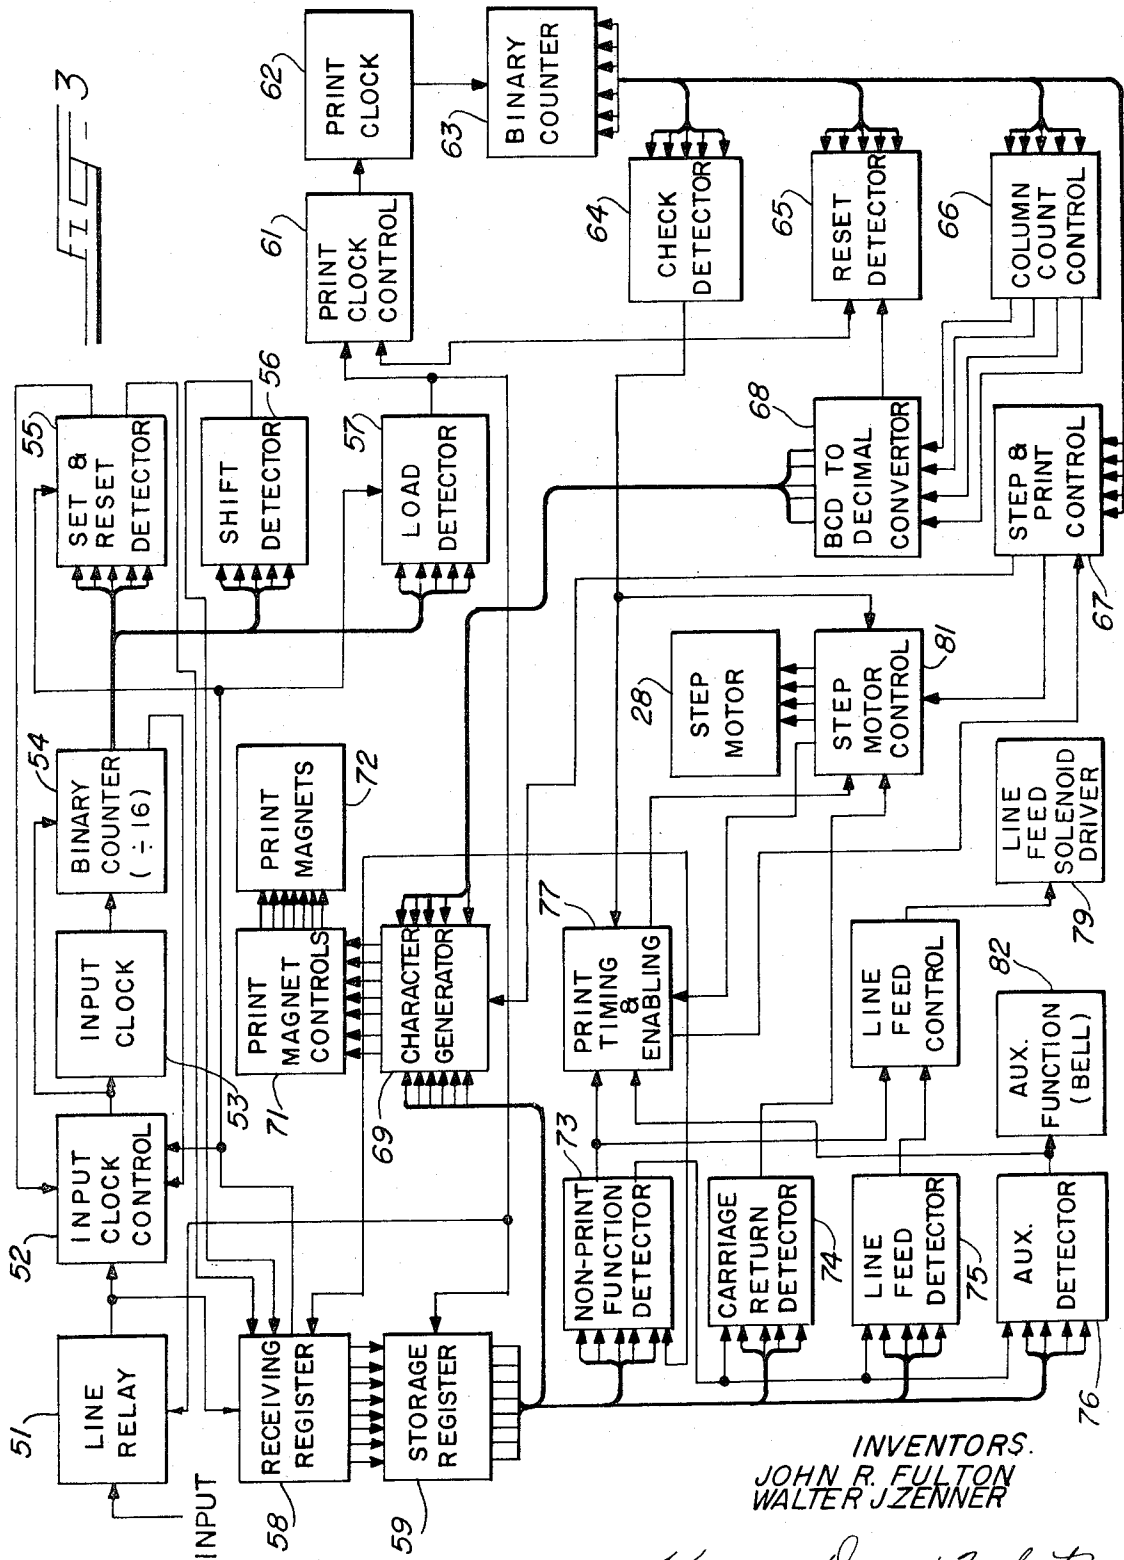 FIG_ 3
INPUT
51
LINE
RELAY
52
INPUT
CLOCK
CONTROL
53
INPUT
CLOCK
54
BINARY
COUNTER
(÷16)
55
SET &
RESET
DETECTOR
56
SHIFT
DETECTOR
57
LOAD
DETECTOR
58
RECEIVING
REGISTER
59
STORAGE
REGISTER
61
PRINT
CLOCK
CONTROL
62
PRINT
CLOCK
63
BINARY
COUNTER
64
CHECK
DETECTOR
65
RESET
DETECTOR
66
COLUMN
COUNT
CONTROL
67
STEP &
PRINT
CONTROL
68
BCD TO
DECIMAL
CONVERTOR
69
CHARACTER
GENERATOR
71
PRINT
MAGNET
CONTROLS
72
PRINT
MAGNETS
73
NON-PRINT
FUNCTION
DETECTOR
74
CARRIAGE
RETURN
DETECTOR
75
LINE
FEED
DETECTOR
76
AUX.
DETECTOR
77
PRINT
TIMING
&
ENABLING
28
STEP
MOTOR
81
STEP
MOTOR
CONTROL
LINE
FEED
CONTROL
79
LINE
FEED
SOLENOID
DRIVER
82
AUX.
FUNCTION
(BELL)
INVENTORS.
JOHN R. FULTON
WALTER J ZENNER